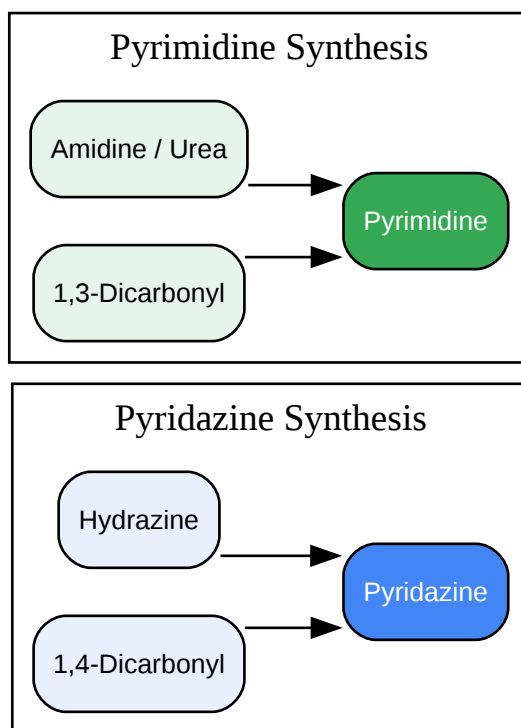 Pyrimidine Synthesis
Amidine / Urea
Pyrimidine
1,3-Dicarbonyl
Pyridazine Synthesis
Hydrazine
Pyridazine
1,4-Dicarbonyl